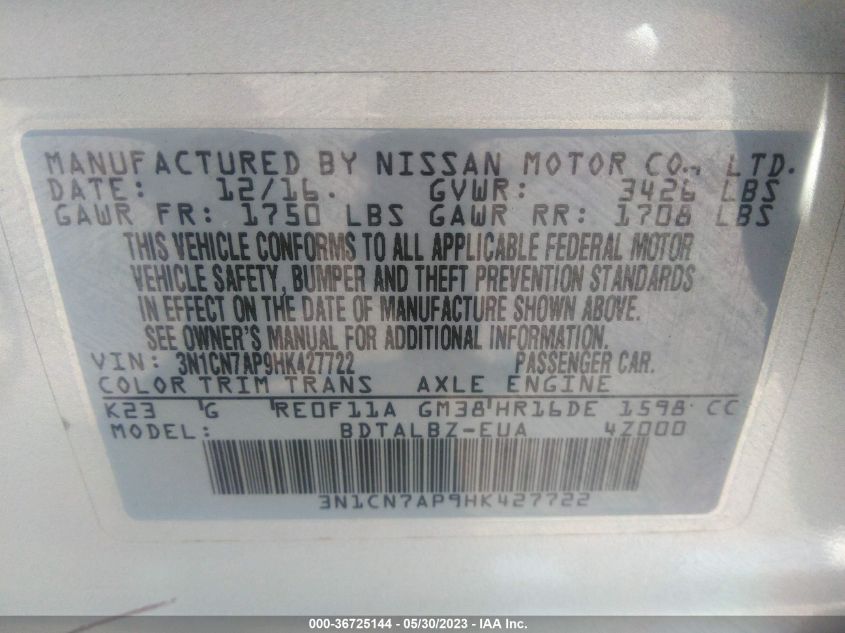 MANUFACTURED BY NISSAN MOTOR CO., LTD.
DATE: 12/16. GVWR: 3426 LBS
GAWR FR: 1750 LBS GAWR RR: 1708 LBS
THIS VEHICLE CONFORMS TO ALL APPLICABLE FEDERAL MOTOR
VEHICLE SAFETY, BUMPER AND THEFT PREVENTION STANDARDS
IN EFFECT ON THE DATE OF MANUFACTURE SHOWN ABOVE.
SEE OWNER'S MANUAL FOR ADDITIONAL INFORMATION.
VIN: 3N1CN7AP9HK427722 PASSENGER CAR.
COLOR TRIM TRANS AXLE ENGINE
K23 G RE0F11A GM38 HR16DE 1598 CC
MODEL: BDTALBZ-EUA 4Z000
3N1CN7AP9HK427722
000-36725144 - 05/30/2023 - IAA Inc.